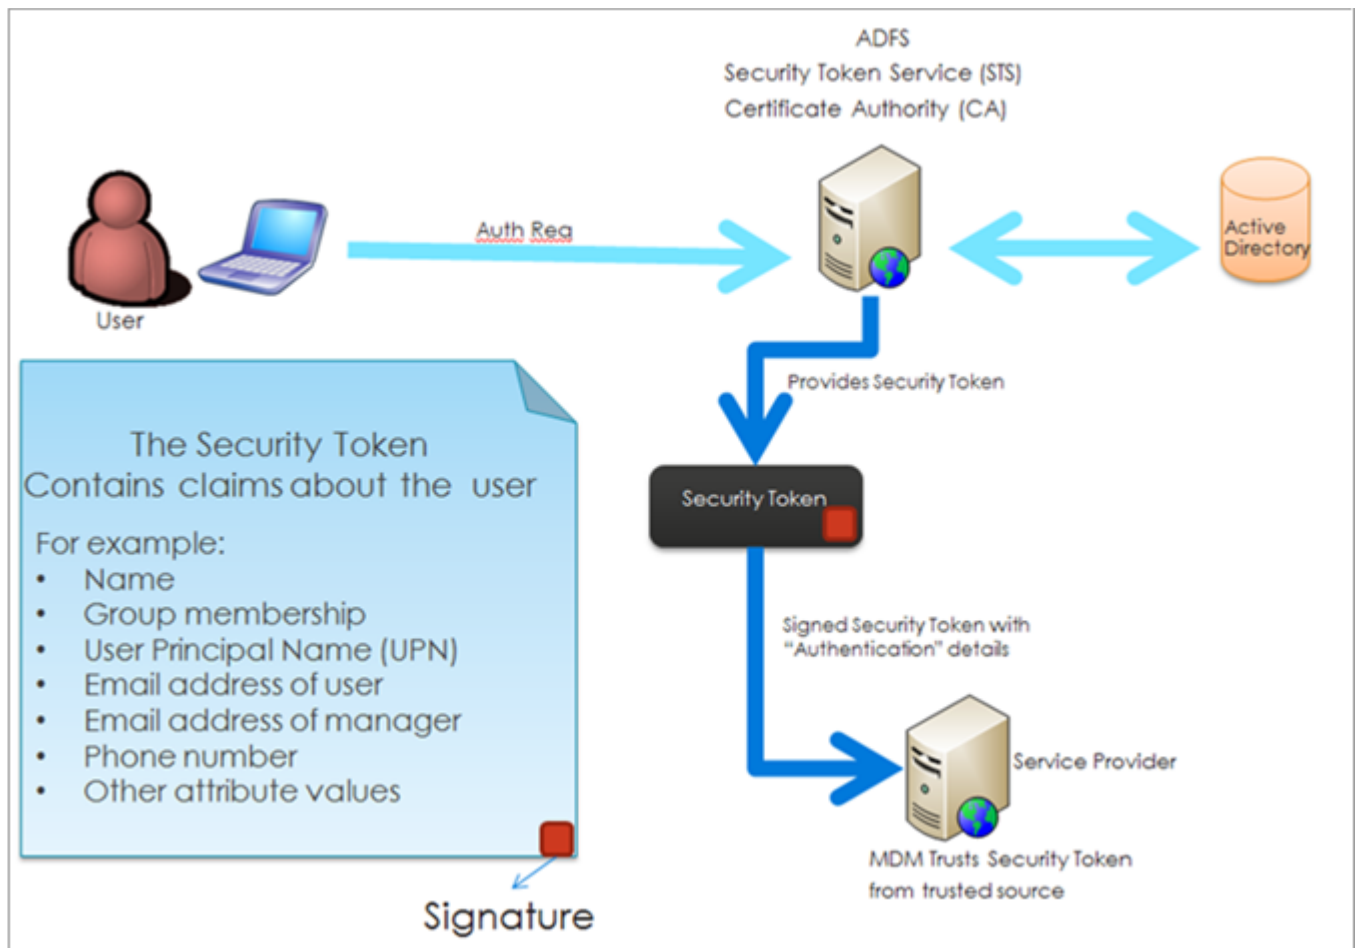 ADFS
Security Token Service (STS)
Certificate Authority (CA)
Auth Req
Active
Directory
User
Provides Security Token
The Security Token
Contains claims about the user
For example:
• Name
• Group membership
• User Principal Name (UPN)
• Email address of user
• Email address of manager
• Phone number
• Other attribute values
Signature
Security Token
Signed Security Token with
“Authentication” details
Service Provider
MDM Trusts Security Token
from trusted source